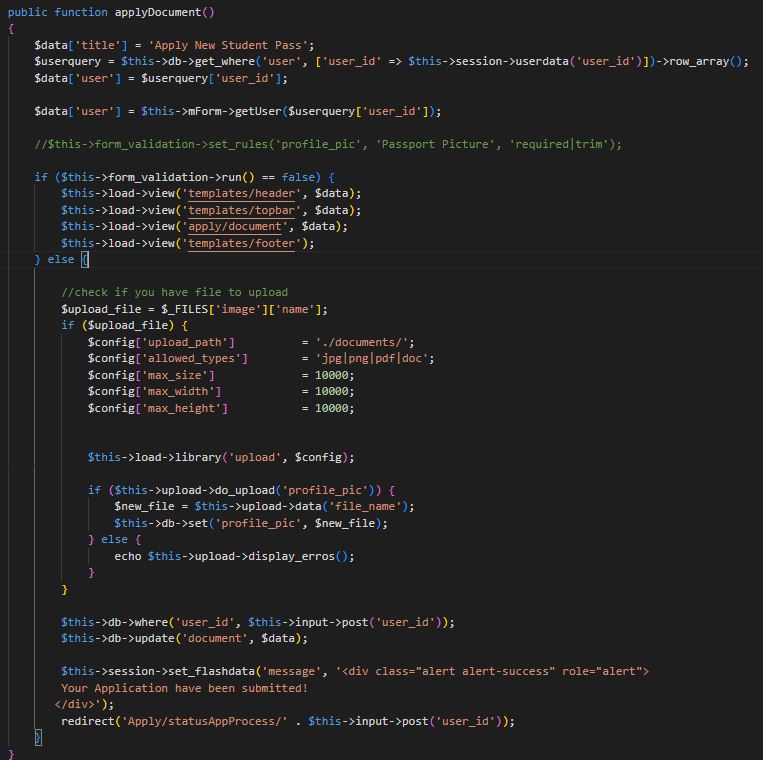 public function applyDocument()
{
    $data['title'] = 'Apply New Student Pass';
    $userquery = $this->db->get_where('user', ['user_id' => $this->session->userdata('user_id')])->row_array();
    $data['user'] = $userquery['user_id'];

    $data['user'] = $this->mForm->getUser($userquery['user_id']);

    //$this->form_validation->set_rules('profile_pic', 'Passport Picture', 'required|trim');

    if ($this->form_validation->run() == false) {
        $this->load->view('templates/header', $data);
        $this->load->view('templates/topbar', $data);
        $this->load->view('apply/document', $data);
        $this->load->view('templates/footer');
    } else {

        //check if you have file to upload
        $upload_file = $_FILES['image']['name'];
        if ($upload_file) {
            $config['upload_path']          = './documents/';
            $config['allowed_types']        = 'jpg|png|pdf|doc';
            $config['max_size']             = 10000;
            $config['max_width']            = 10000;
            $config['max_height']           = 10000;


            $this->load->library('upload', $config);

            if ($this->upload->do_upload('profile_pic')) {
                $new_file = $this->upload->data('file_name');
                $this->db->set('profile_pic', $new_file);
            } else {
                echo $this->upload->display_erros();
            }
        }

        $this->db->where('user_id', $this->input->post('user_id'));
        $this->db->update('document', $data);

        $this->session->set_flashdata('message', '<div class="alert alert-success" role="alert">
        Your Application have been submitted!
       </div>');
        redirect('Apply/statusAppProcess/' . $this->input->post('user_id'));
    }
}